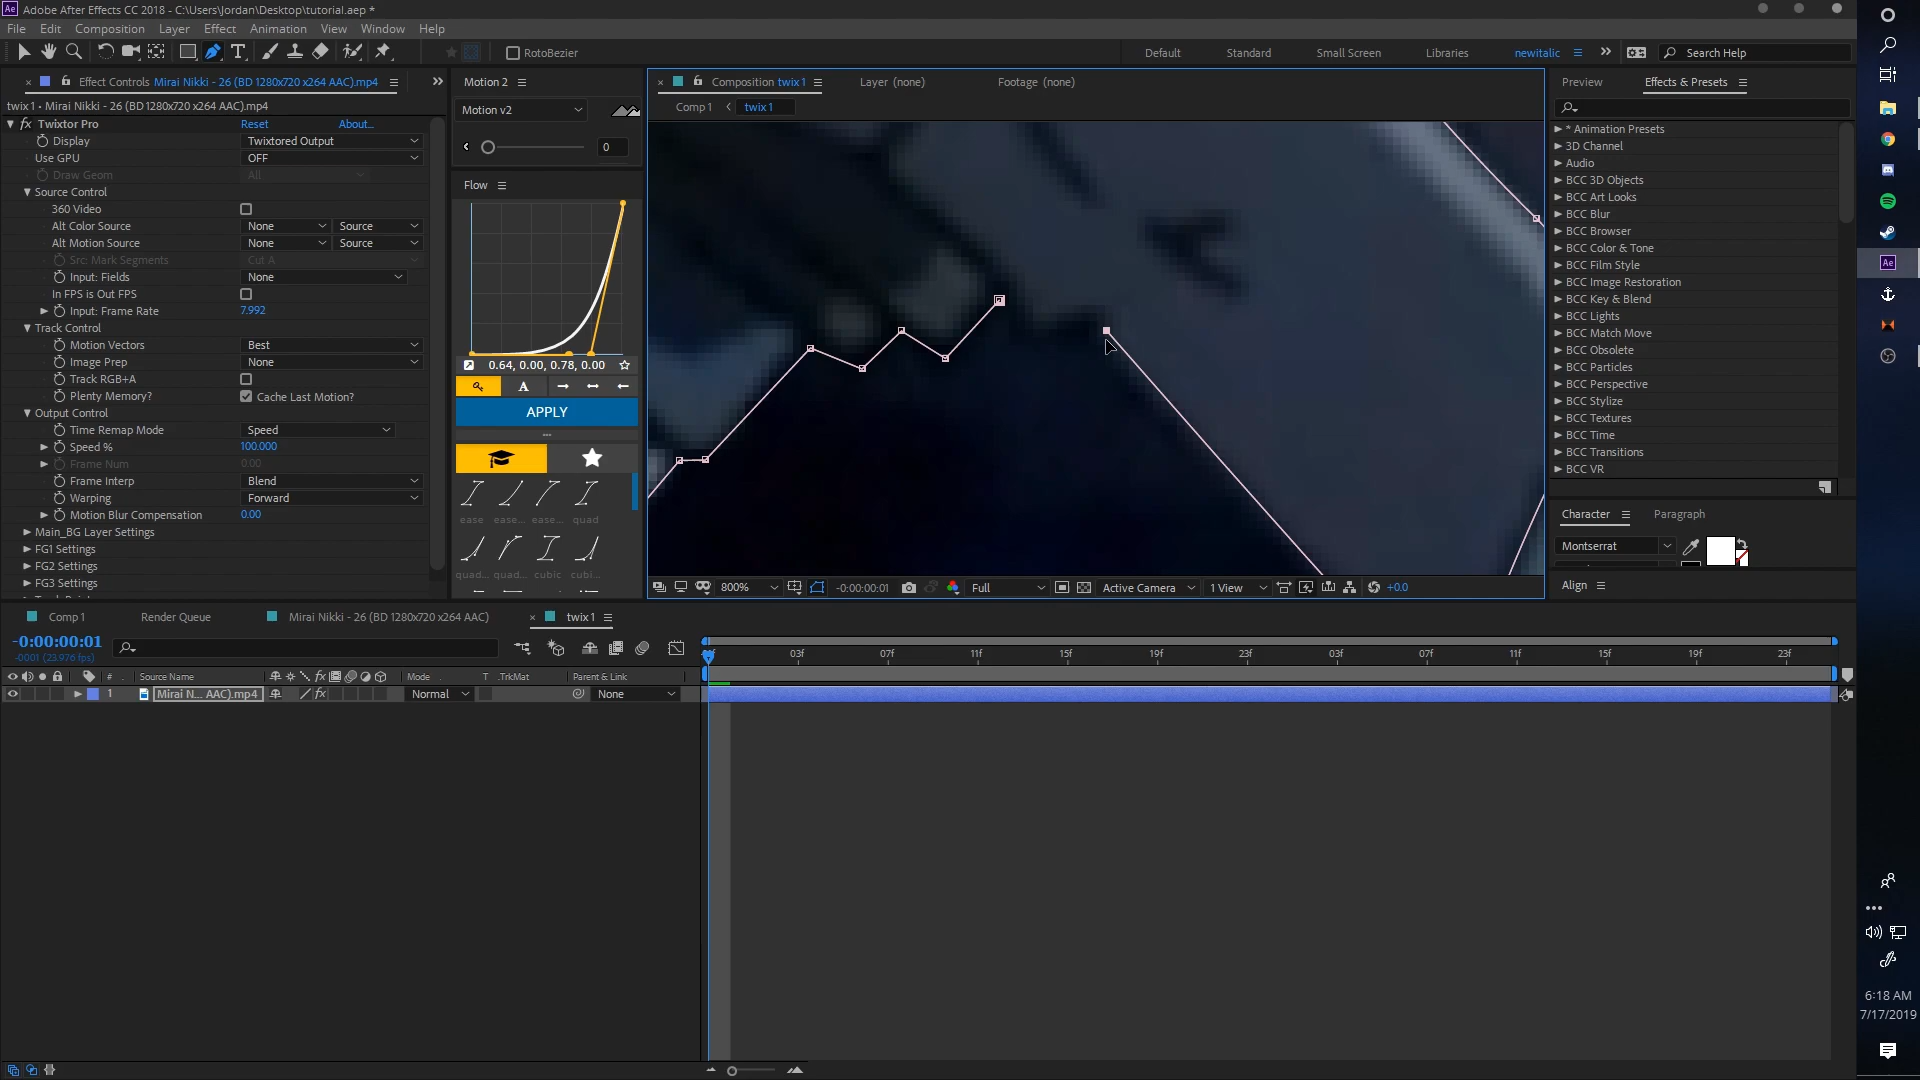 Ae Adobe After Effects CC 2018 - C:\Users\Jordan\Desktop\tutorial.aep *
File Edit Composition Layer Effect Animation View Window Help
RotoBezier Default Standard Small Screen Libraries newitalic Search Help
Effect Controls Mirai Nikki - 26 (BD 1280x720 x264 AAC).mp4
twix1 • Mirai Nikki - 26 (BD 1280x720 x264 AAC).mp4
fx Twixtor Pro Reset About...
Display Twixtored Output
Use GPU OFF
Draw Geom All
Source Control
360 Video
Alt Color Source None Source
Alt Motion Source None Source
Src: Mark Segments Cut A
Input: Fields None
In FPS is Out FPS
Input: Frame Rate 7.992
Track Control
Motion Vectors Best
Image Prep None
Track RGB+A
Plenty Memory? Cache Last Motion?
Output Control
Time Remap Mode Speed
Speed % 100.000
Frame Num 0.00
Frame Interp Blend
Warping Forward
Motion Blur Compensation 0.00
Main_BG Layer Settings
FG1 Settings
FG2 Settings
FG3 Settings
Motion 2
Motion v2
0
Flow
0.64, 0.00, 0.78, 0.00
A
APPLY
ease ease... ease... quad
quad... quad... cubic cubi...
Composition twix1 Layer (none) Footage (none)
Comp 1 twix1
800% -0:00:00:01 Full Active Camera 1 View +0.0
Preview Effects & Presets
* Animation Presets
3D Channel
Audio
BCC 3D Objects
BCC Art Looks
BCC Blur
BCC Browser
BCC Color & Tone
BCC Film Style
BCC Image Restoration
BCC Key & Blend
BCC Lights
BCC Match Move
BCC Obsolete
BCC Particles
BCC Perspective
BCC Stylize
BCC Textures
BCC Time
BCC Transitions
BCC VR
Character Paragraph
Montserrat
Align
Comp 1 Render Queue Mirai Nikki - 26 (BD 1280x720 x264 AAC) twix1
-0:00:00:01
-0001 (23.976 fps)
03f 07f 11f 15f 19f 23f 03f 07f 11f 15f 19f 23f
# Source Name fx Mode T .TrkMat Parent & Link
1 Mirai N... AAC).mp4 fx Normal None
Ae
6:18 AM
7/17/2019